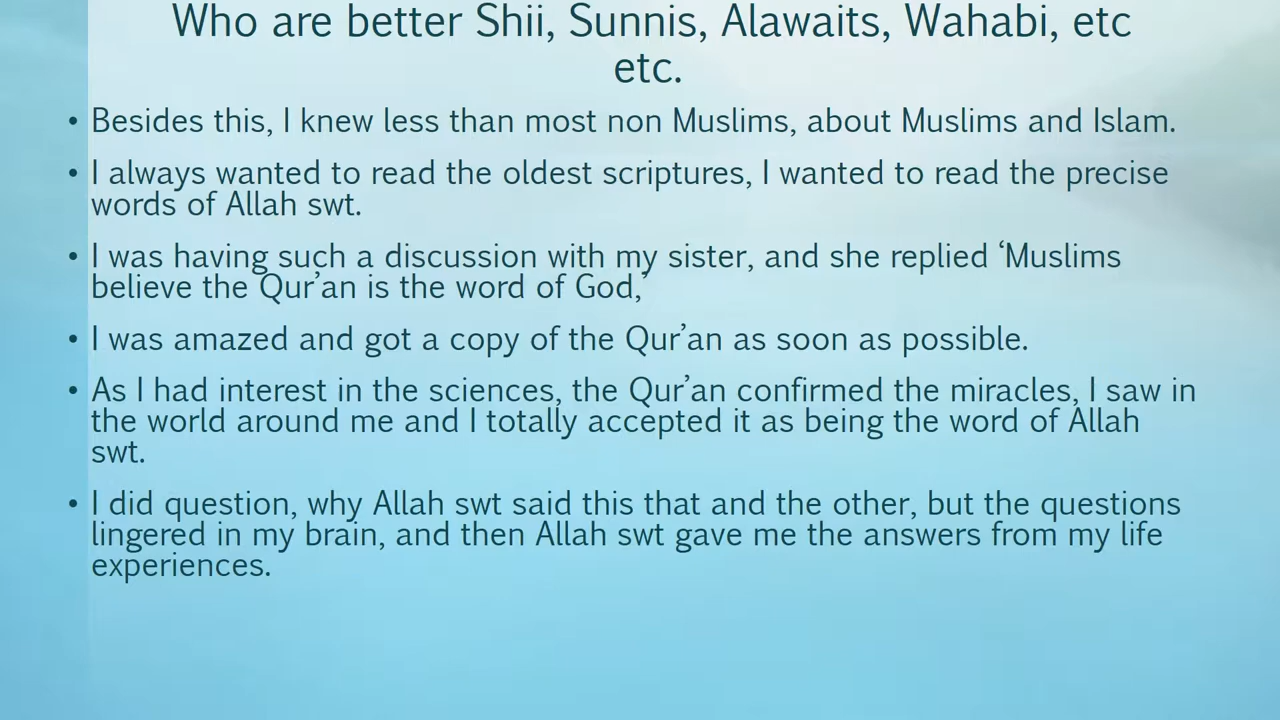 Who are better Shii, Sunnis, Alawaits, Wahabi, etc
etc.
• Besides this, I knew less than most non Muslims, about Muslims and Islam.
• I always wanted to read the oldest scriptures, I wanted to read the precise
words of Allah swt.
• I was having such a discussion with my sister, and she replied ‘Muslims
believe the Qur’an is the word of God,’
• I was amazed and got a copy of the Qur’an as soon as possible.
• As I had interest in the sciences, the Qur’an confirmed the miracles, I saw in
the world around me and I totally accepted it as being the word of Allah
swt.
• I did question, why Allah swt said this that and the other, but the questions
lingered in my brain, and then Allah swt gave me the answers from my life
experiences.